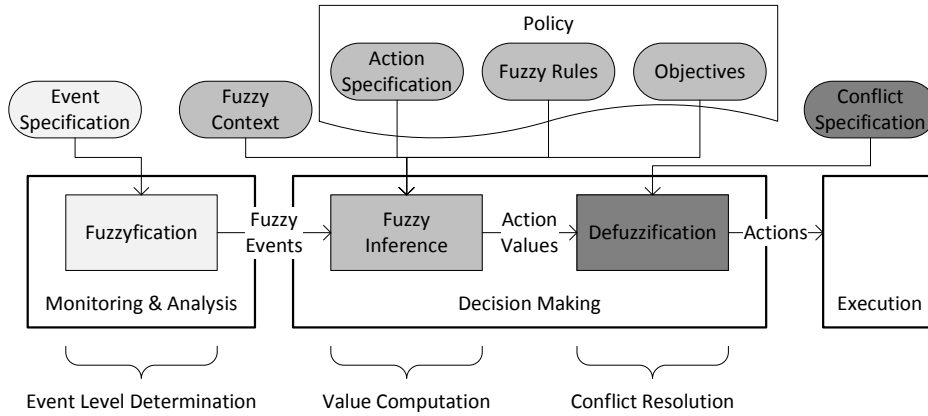 Policy
Action
Specification
Fuzzy Rules
Objectives
Event
Specification
Fuzzy
Context
Conflict
Specification
Fuzzyfication
Fuzzy
Events
Fuzzy
Inference
Action
Values
Defuzzification
Actions
Monitoring & Analysis
Decision Making
Execution
Event Level Determination
Value Computation
Conflict Resolution